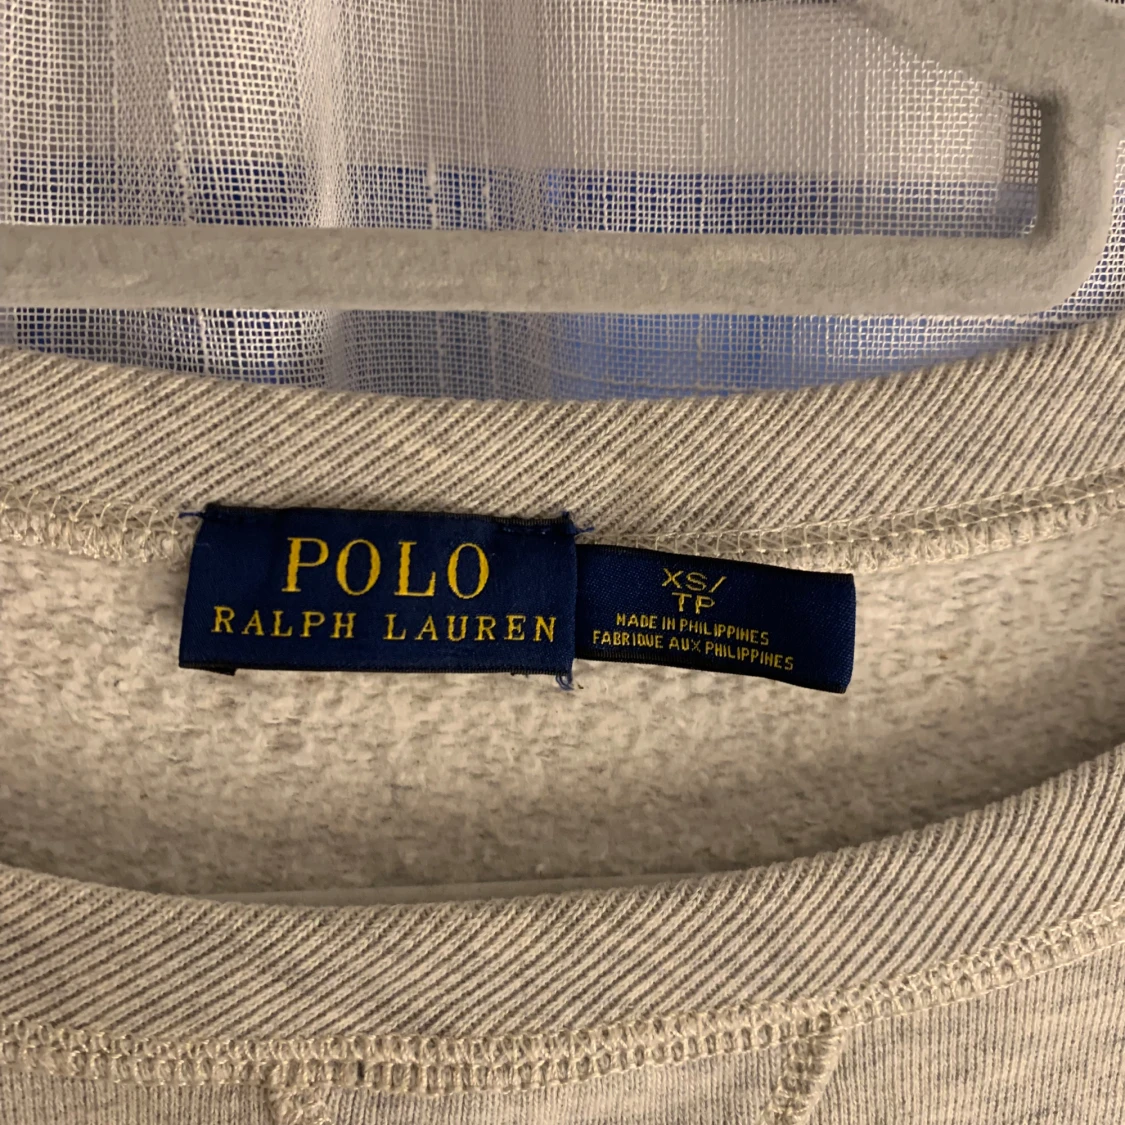 POLO
RALPH LAUREN
XS/
TP
MADE IN PHILIPPINES
FABRIQUE AUX PHILIPPINES